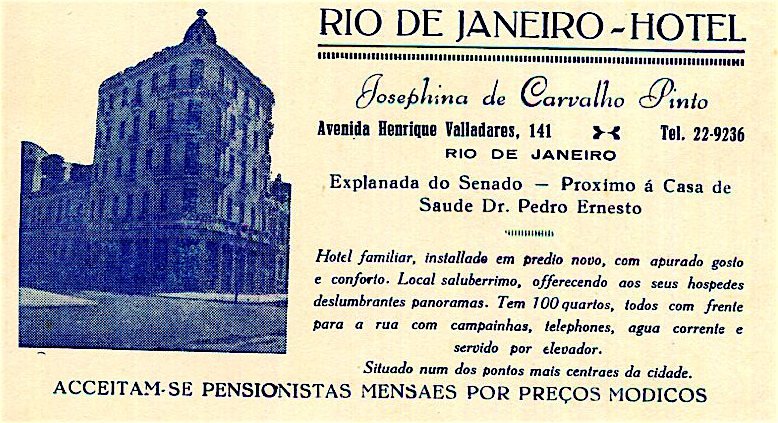 RIO DE JANEIRO - HOTEL
Josephina de Carvalho Pinto
Avenida Henrique Valladares, 141 Tel. 22-9236
RIO DE JANEIRO
Explanada do Senado — Proximo á Casa de
Saude Dr. Pedro Ernesto
Hotel familiar, installado em predio novo, com apurado gosto
e conforto. Local saluberrimo, offerecendo aos seus hospedes
deslumbrantes panoramas. Tem 100 quartos, todos com frente
para a rua com campainhas, telephones, agua corrente e
servido por elevador.
Situado num dos pontos mais centraes da cidade.
ACCEITAM-SE PENSIONISTAS MENSAES POR PREÇOS MODICOS